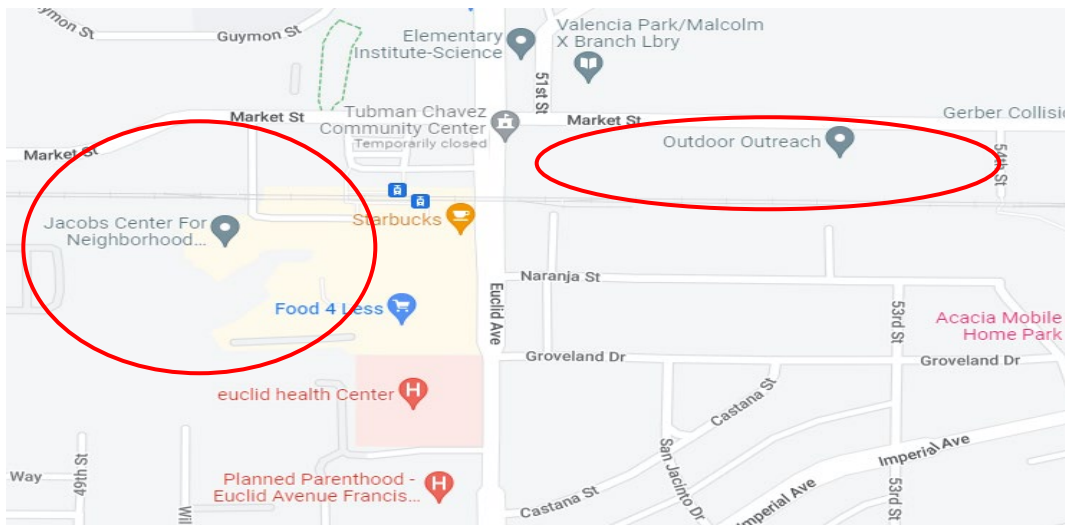 ymon St
Guymon St
Elementary
Institute-Science
Valencia Park/Malcolm
X Branch Lbry
51st St
Market St
Tubman Chavez
Community Center
Temporarily closed
Market St
Gerber Collisio
Market St
Outdoor Outreach
54th St
Jacobs Center For
Neighborhood...
Starbucks
Naranja St
Euclid Ave
Food 4 Less
53rd St
Acacia Mobile
Home Park
Groveland Dr
Groveland Dr
euclid health Center
H
Castana St
San Jacinto Dr
Imperial Ave
Way
49th St
Wil
Planned Parenthood -
Euclid Avenue Francis...
H
Castana St
Imperial Ave
53rd St